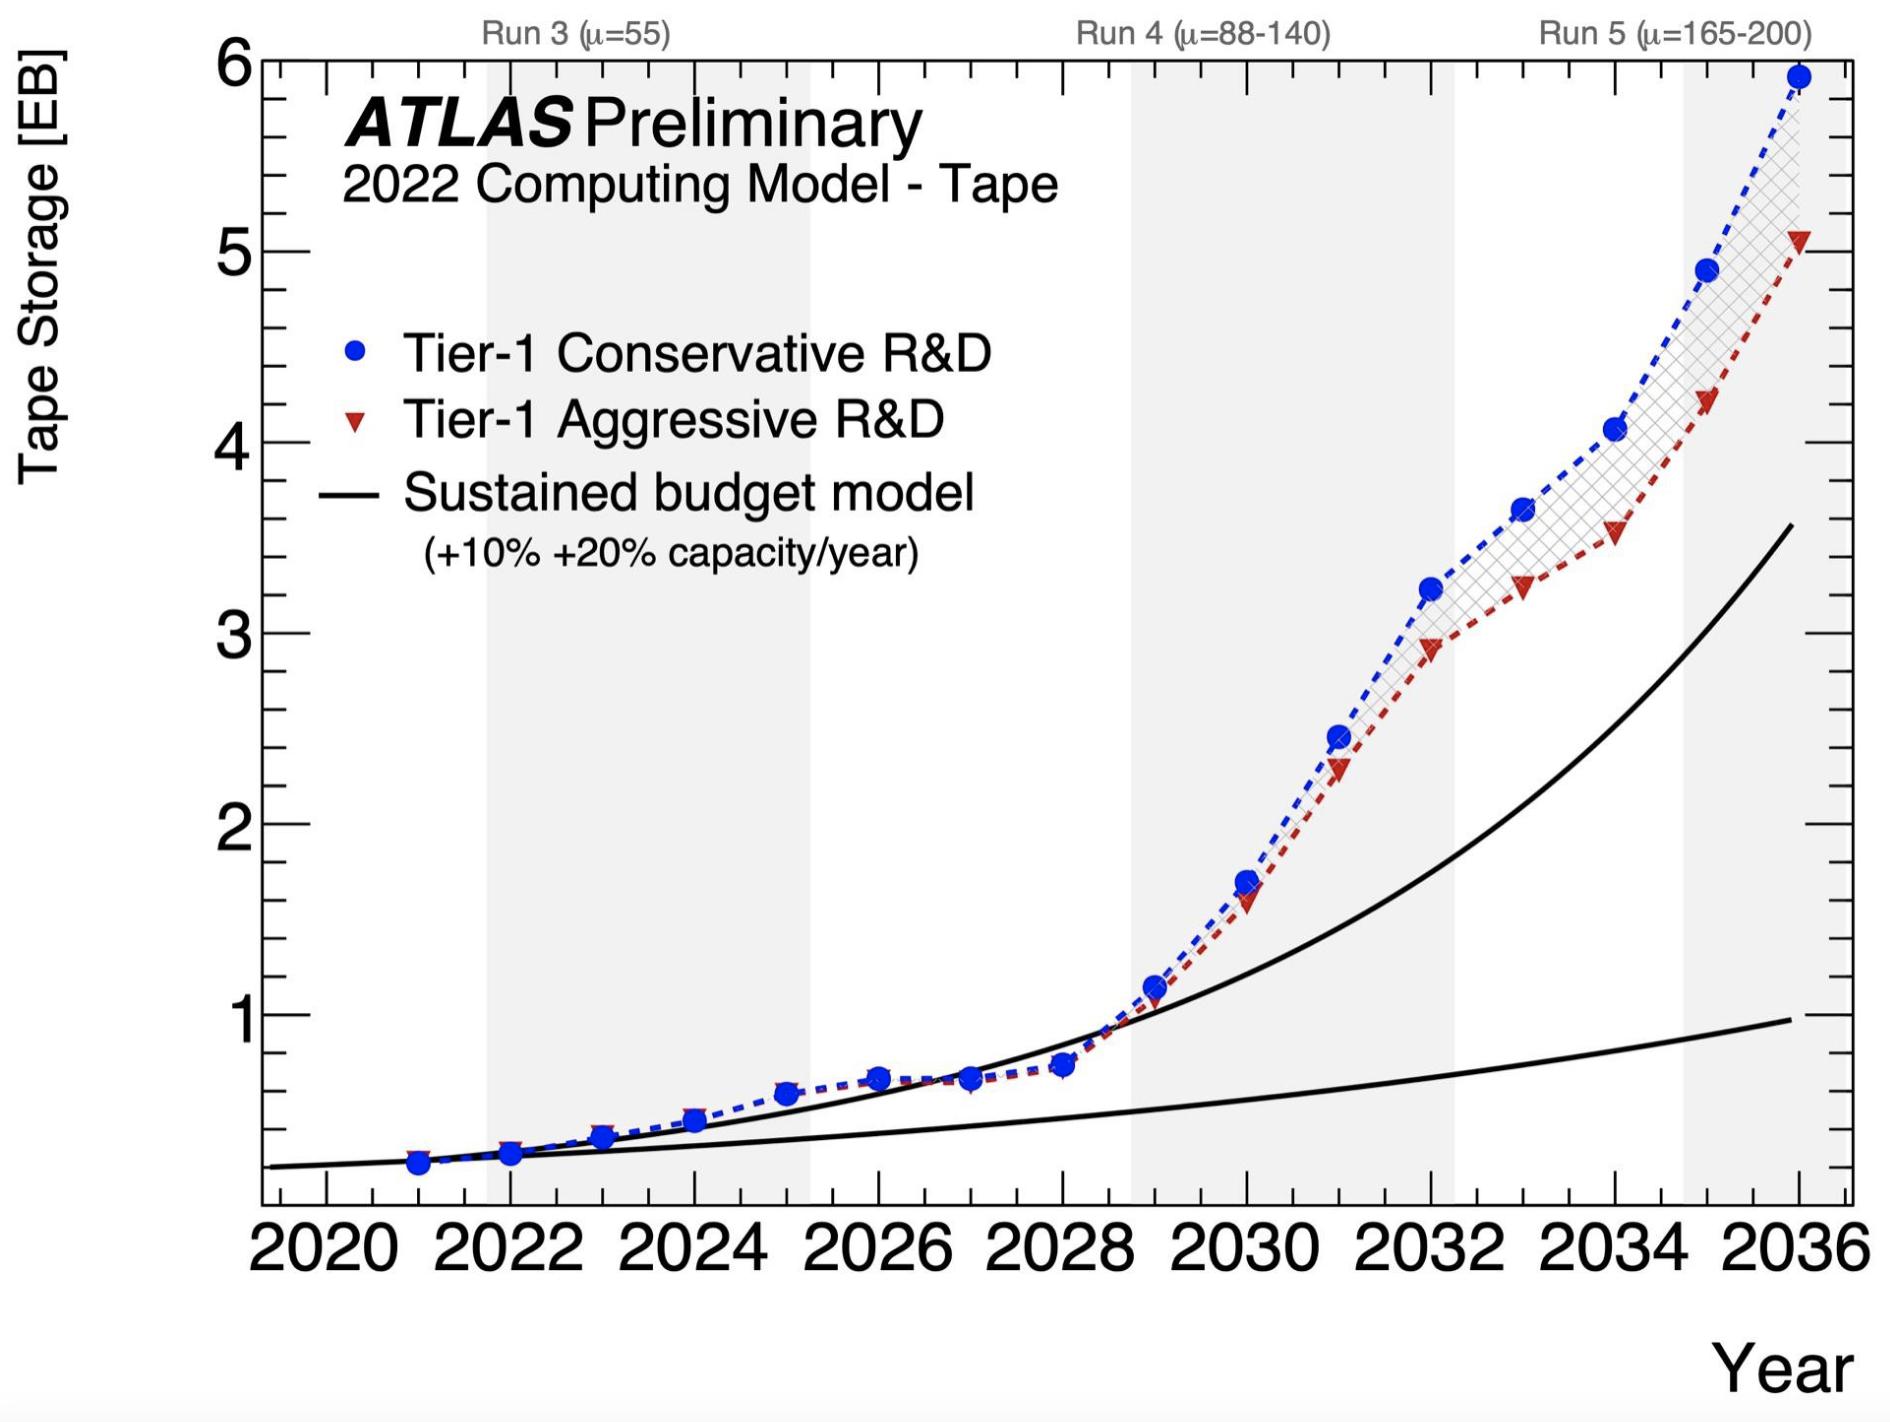 Run 3 (μ=55)
Run 4 (μ=88-140)
Run 5 (μ=165-200)
Tape Storage [EB]
6
5
4
3
2
1
ATLAS Preliminary
2022 Computing Model - Tape
Tier-1 Conservative R&D
Tier-1 Aggressive R&D
Sustained budget model
(+10% +20% capacity/year)
2020 2022 2024 2026 2028 2030 2032 2034 2036
Year